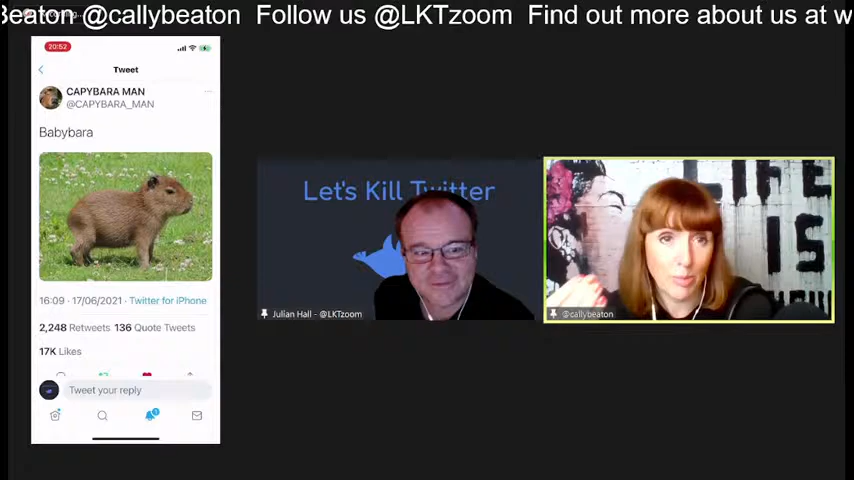 Beaton @callybeaton Follow us @LKTzoom Find out more about us at w
20:52
Tweet
CAPYBARA MAN
@CAPYBARA_MAN
Babybara
16:09 · 17/06/2021 · Twitter for iPhone
2,248 Retweets 136 Quote Tweets
17K Likes
Tweet your reply
1
Let's Kill Twitter
Julian Hall - @LKTzoom
LIFE
IS
@callybeaton